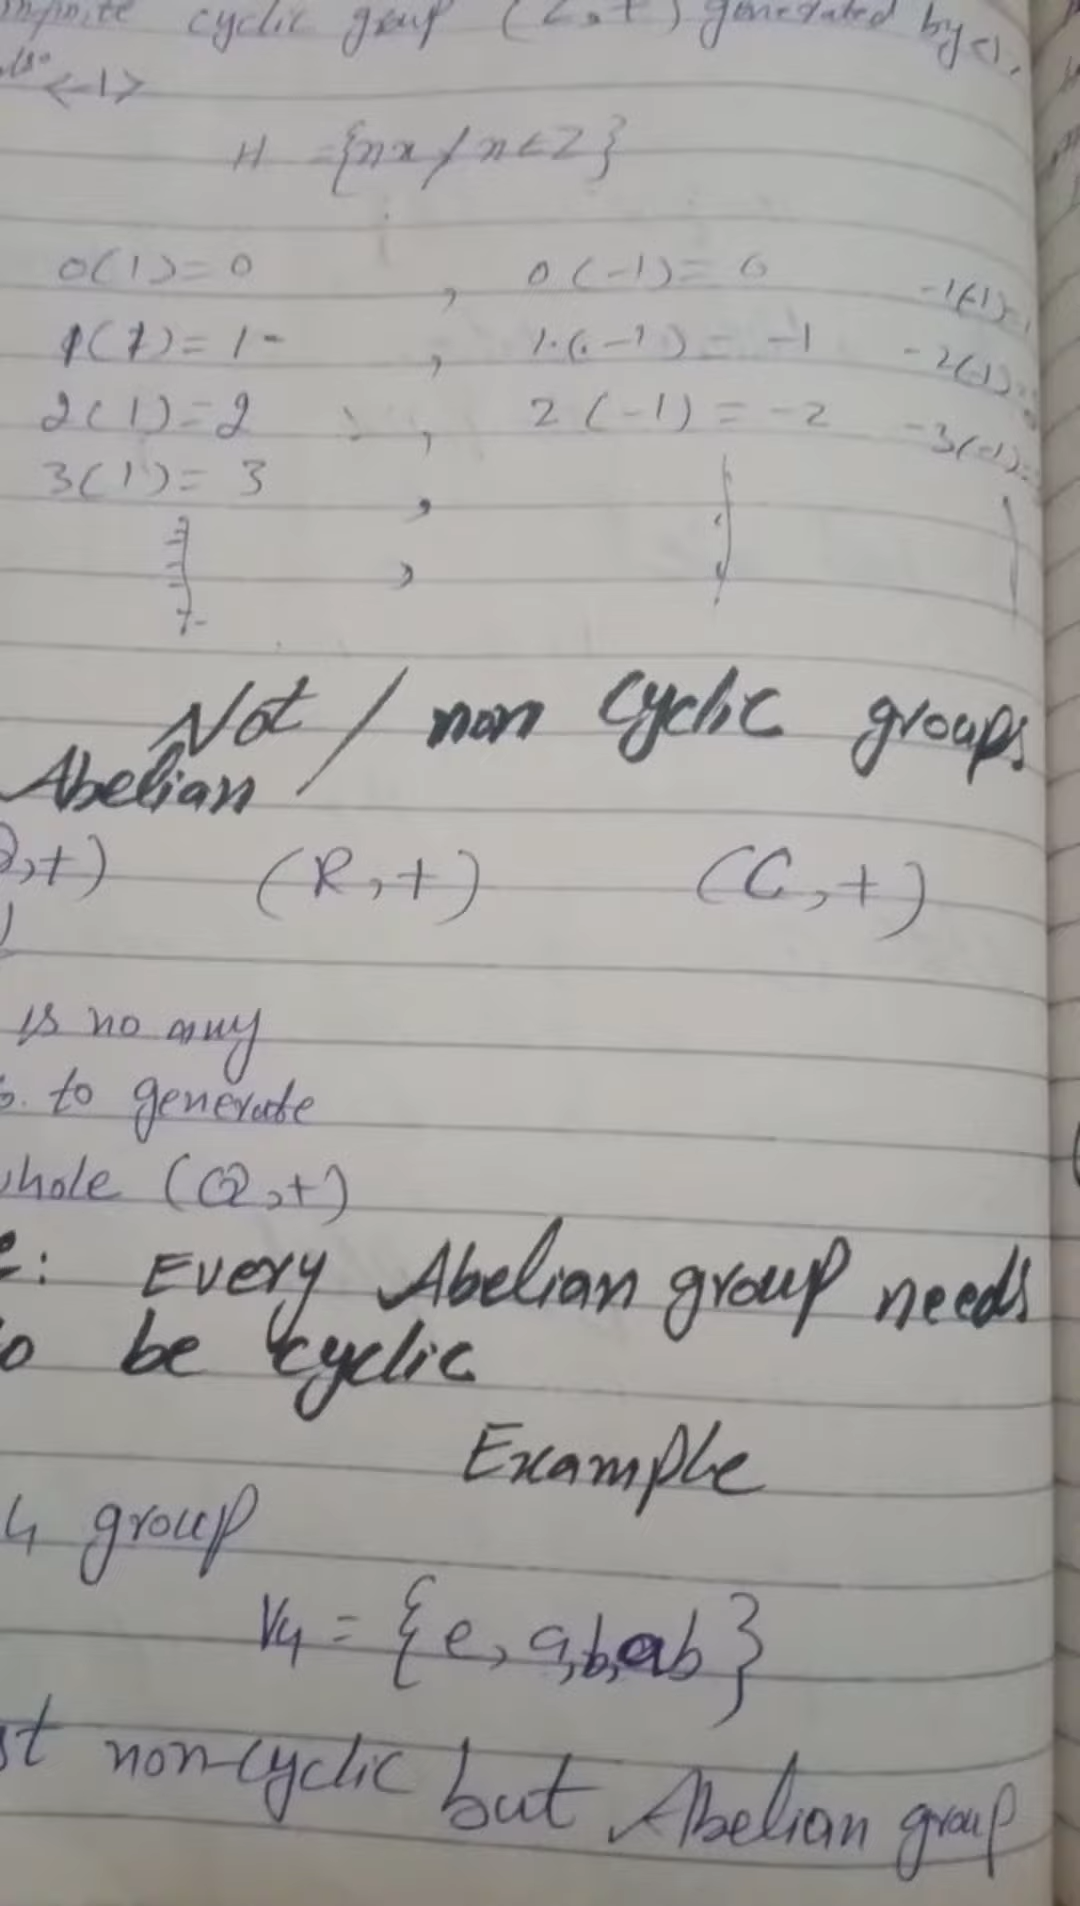 cyclic group (Z,+) generated by <1>,
<-1>
H = {nx / n ∈ Z}
0(1)= 0 , 0(-1)= 0 -1(-1)=
1(1)= 1 , 1.(-1) = -1 -2(-1)=
2(1)=2 , 2(-1) = -2 -3(-1)=
3(1)= 3 ,
,
Not / non cyclic groups
Abelian
,+) (R,+) (C,+)
is no any
to generate
whole (Q,+)
: Every Abelian group needs
be cyclic
Example
4 group
V4 = {e, a,b,ab}
st non-cyclic but Abelian group